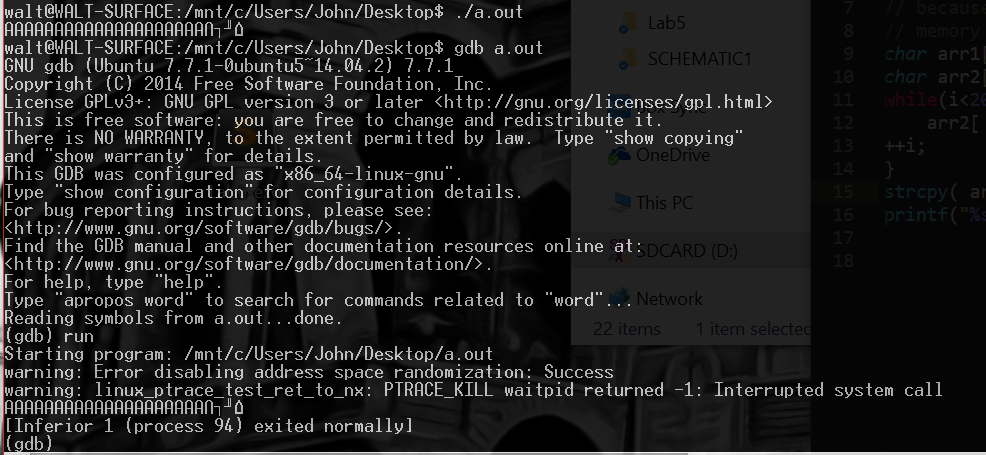 walt@WALT-SURFACE:/mnt/c/Users/John/Desktop$ ./a.out
AAAAAAAAAAAAAAAAAAAAAA∩┐╜⌂
walt@WALT-SURFACE:/mnt/c/Users/John/Desktop$ gdb a.out
GNU gdb (Ubuntu 7.7.1-0ubuntu5~14.04.2) 7.7.1
Copyright (C) 2014 Free Software Foundation, Inc.
License GPLv3+: GNU GPL version 3 or later <http://gnu.org/licenses/gpl.html>
This is free software: you are free to change and redistribute it.
There is NO WARRANTY, to the extent permitted by law.  Type "show copying"
and "show warranty" for details.
This GDB was configured as "x86_64-linux-gnu".
Type "show configuration" for configuration details.
For bug reporting instructions, please see:
<http://www.gnu.org/software/gdb/bugs/>.
Find the GDB manual and other documentation resources online at:
<http://www.gnu.org/software/gdb/documentation/>.
For help, type "help".
Type "apropos word" to search for commands related to "word"...
Reading symbols from a.out...done.
(gdb) run
Starting program: /mnt/c/Users/John/Desktop/a.out
warning: Error disabling address space randomization: Success
warning: linux_ptrace_test_ret_to_nx: PTRACE_KILL waitpid returned -1: Interrupted system call
AAAAAAAAAAAAAAAAAAAAAA∩┐╜⌂
[Inferior 1 (process 94) exited normally]
(gdb)
Lab5
SCHEMATIC1
OneDrive
This PC
SDCARD (D:)
Network
22 items 1 item selected
7 // because
8 // memory
9 char arr1[
10 char arr2[
11 while(i<20
12 arr2[
13 ++i;
14 }
15 strcpy( ar
16 printf("%s
17
18